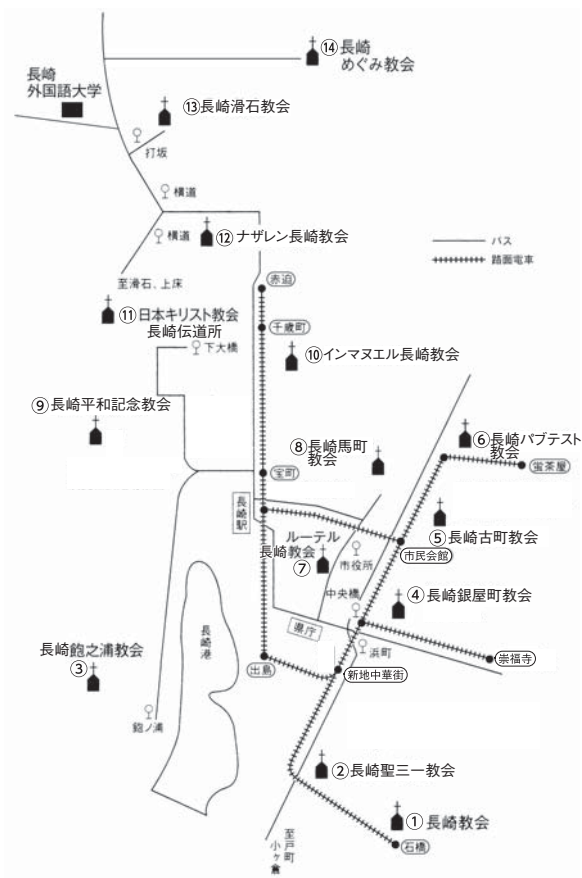 ⑭長崎
めぐみ教会
長崎
外国語大学
⑬長崎滑石教会
打坂
横道
⑫ナザレン長崎教会
横道
バス
路面電車
至滑石、上床
赤迫
⑪日本キリスト教会
長崎伝道所
千歳町
下大橋
⑩インマヌエル長崎教会
⑨長崎平和記念教会
⑧長崎馬町
教会
⑥長崎バプテスト
教会
蛍茶屋
宝町
長崎駅
⑤長崎古町教会
ルーテル
長崎教会
⑦
市役所
市民会館
中央橋
④長崎銀屋町教会
県庁
浜町
長崎港
長崎飽之浦教会
③
出島
新地中華街
崇福寺
飽ノ浦
②長崎聖三一教会
①長崎教会
石橋
至戸町
小ヶ倉